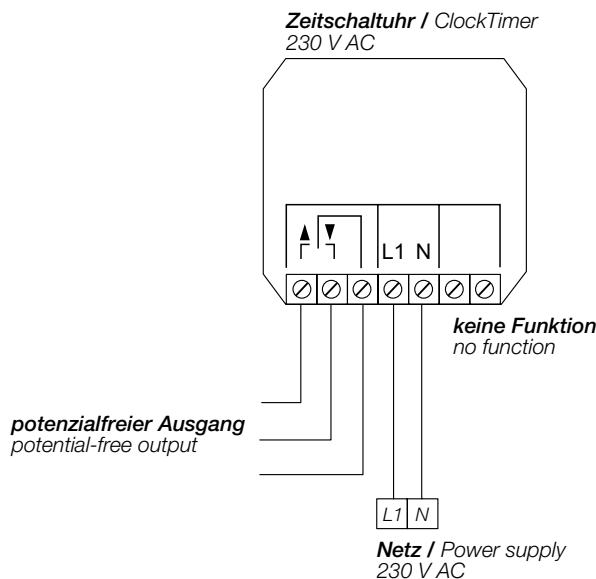 Zeitschaltuhr / ClockTimer
230 V AC
L1 N
keine Funktion
no function
potenzialfreier Ausgang
potential-free output
L1 N
Netz / Power supply
230 V AC